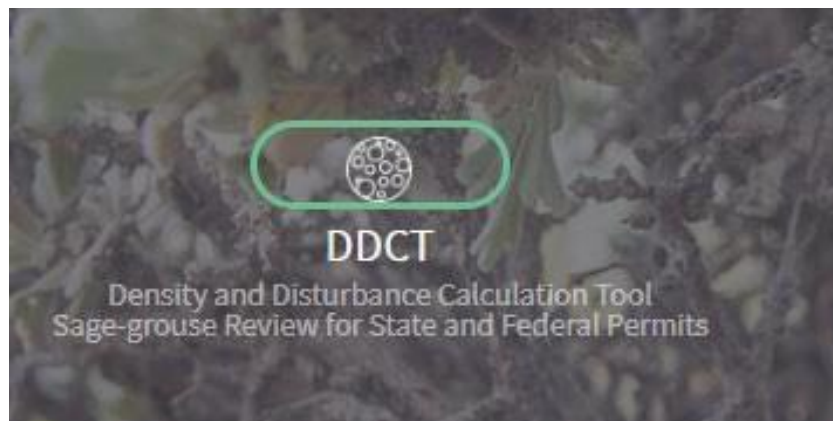 DDCT
Density and Disturbance Calculation Tool
Sage-grouse Review for State and Federal Permits